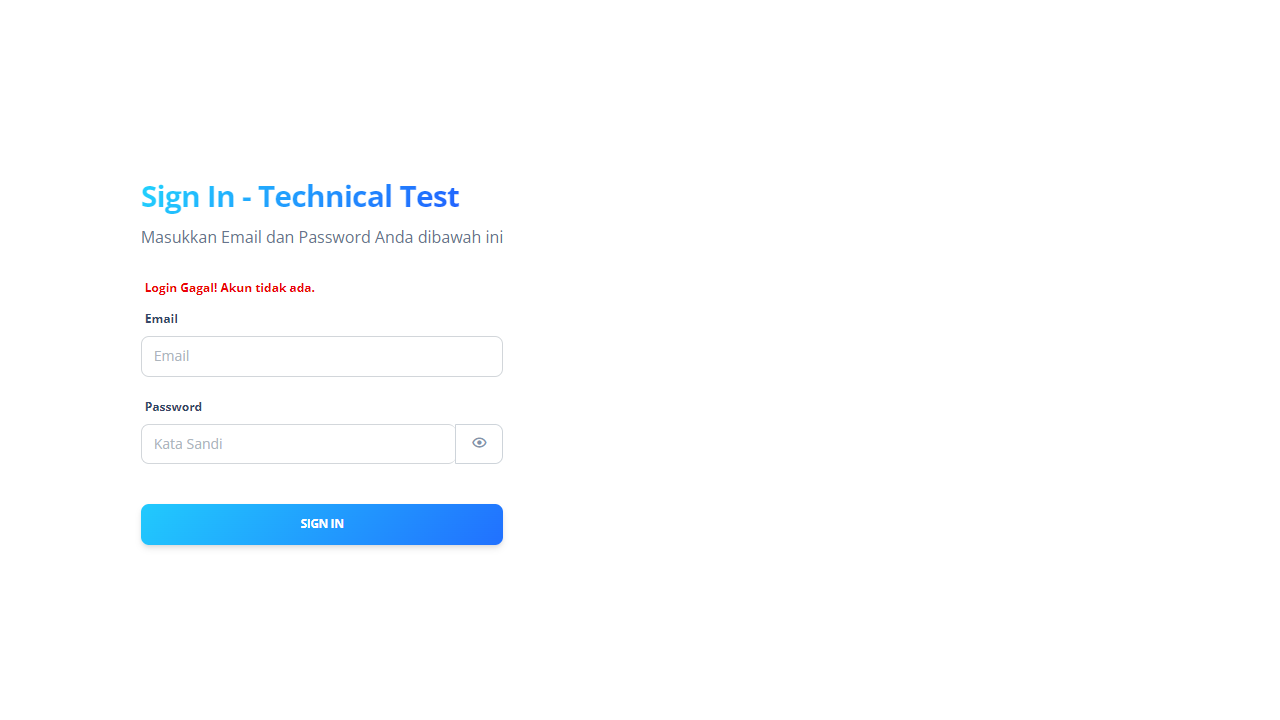 Sign In - Technical Test
Masukkan Email dan Password Anda dibawah ini
Login Gagal! Akun tidak ada.
Email
Email
Password
Kata Sandi
SIGN IN